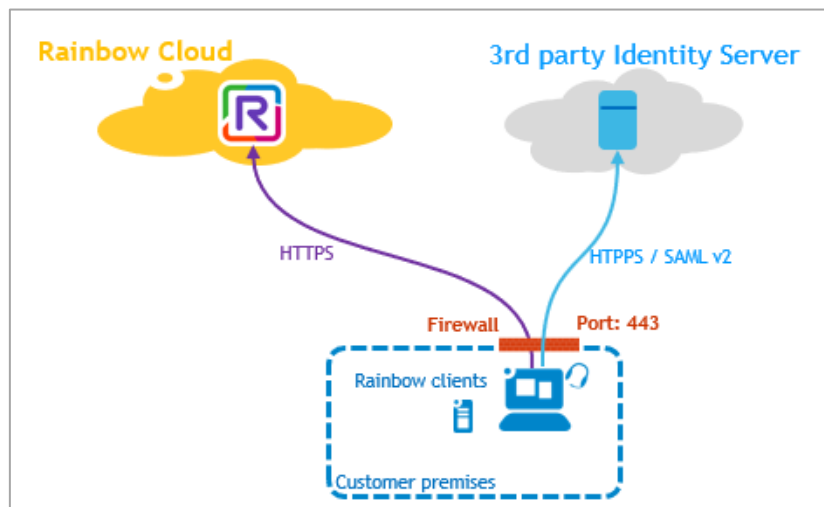 Rainbow Cloud
3rd party Identity Server
R
HTTPS
HTPPS / SAML v2
Firewall
Port: 443
Rainbow clients
Customer premises